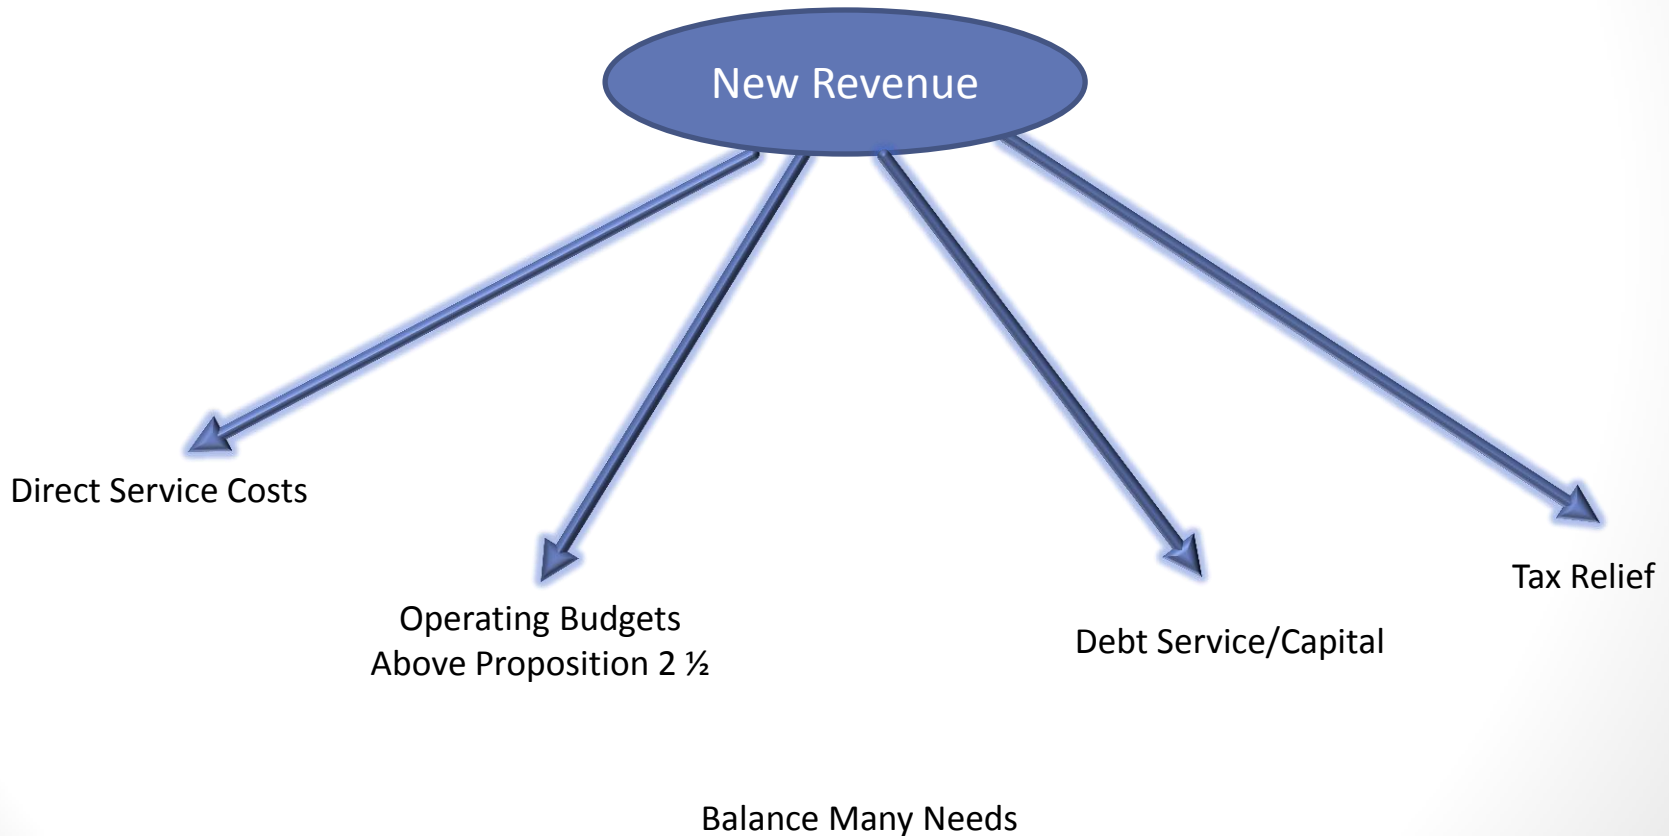 New Revenue
Direct Service Costs
Operating Budgets
Above Proposition 2 ½
Debt Service/Capital
Tax Relief
Balance Many Needs